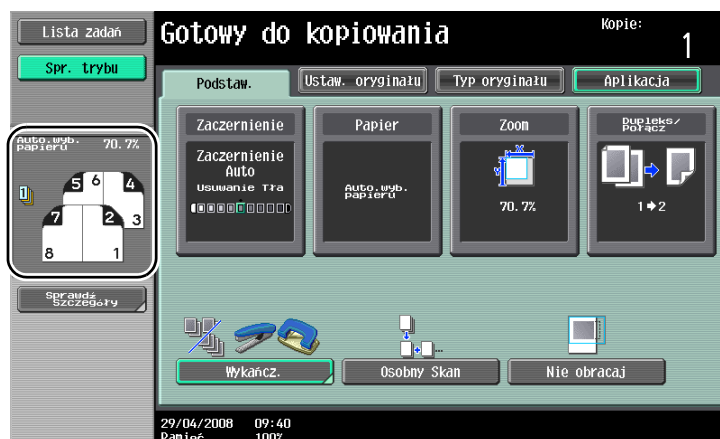 Lista zadań
Gotowy do kopiowania
Kopie:
1
Spr. trybu
Podstaw.
Ustaw. oryginału
Typ oryginału
Aplikacja
Auto.wyb.
papieru
70.7%
5 6 4
7 2 3
8 1
Sprawdź
Szczegóły
Zaczernienie
Zaczernienie
Auto
Usuwanie Tła
Papier
Auto.wyb.
papieru
Zoom
70.7%
Dupleks/
Połącz
1➔2
Wykańcz.
Osobny Skan
Nie obracaj
29/04/2008 09:40
Pamięć 100%